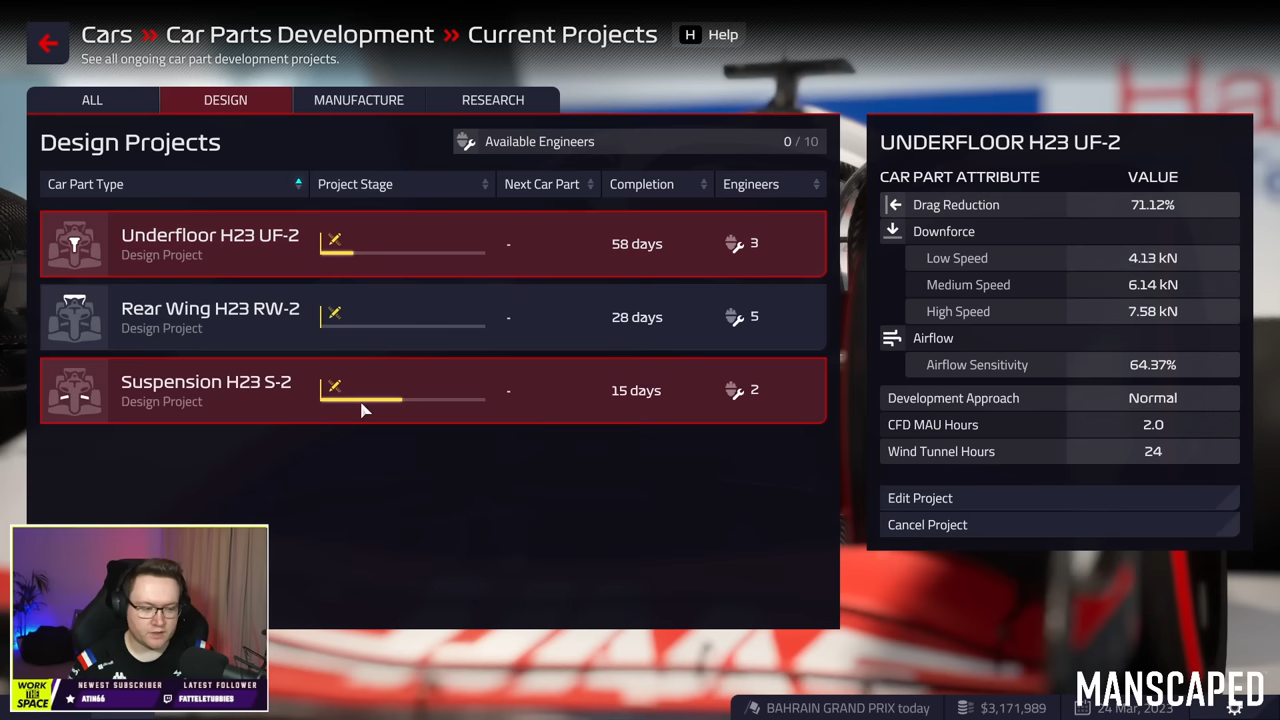 Cars » Car Parts Development » Current Projects H Help
See all ongoing car part development projects.
ALL DESIGN MANUFACTURE RESEARCH
Design Projects
Available Engineers 0 / 10
Car Part Type Project Stage Next Car Part Completion Engineers
Underfloor H23 UF-2
Design Project
- 58 days 3
Rear Wing H23 RW-2
Design Project
- 28 days 5
Suspension H23 S-2
Design Project
- 15 days 2
UNDERFLOOR H23 UF-2
CAR PART ATTRIBUTE VALUE
Drag Reduction 71.12%
Downforce
Low Speed 4.13 kN
Medium Speed 6.14 kN
High Speed 7.58 kN
Airflow
Airflow Sensitivity 64.37%
Development Approach Normal
CFD MAU Hours 2.0
Wind Tunnel Hours 24
Edit Project
Cancel Project
WORK THE SPACE
NEWEST SUBSCRIBER LATEST FOLLOWER
ATIN66 FATTELETUBBIES
MANSCAPED
BAHRAIN GRAND PRIX today $3,171,989 24 Mar, 2023